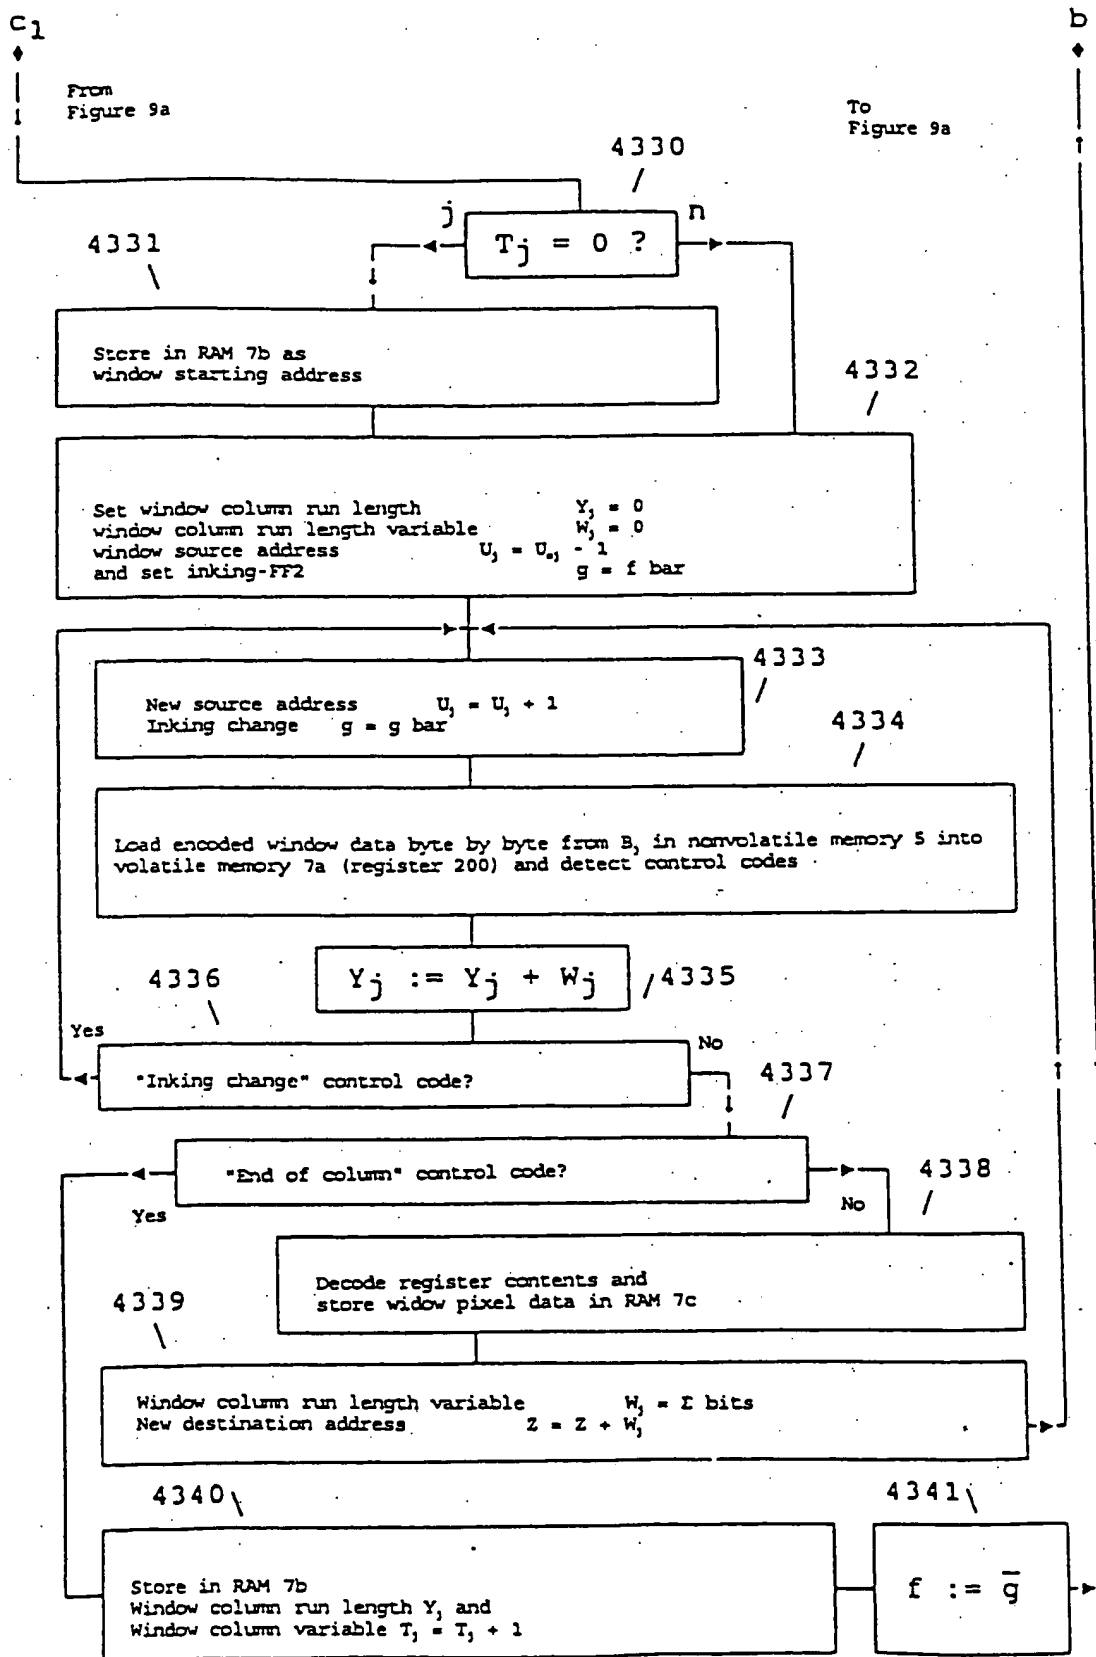 c1
b
From
Figure 9a
To
Figure 9a
4330
j
n
Tj = 0 ?
4331
Store in RAM 7b as
window starting address
4332
Set window column run length Yj = 0
window column run length variable Wj = 0
window source address Uj = Uoj - 1
and set inking-FF2 g = f bar
4333
New source address Uj = Uj + 1
Inking change g = g bar
4334
Load encoded window data byte by byte from Bj in nonvolatile memory 5 into
volatile memory 7a (register 200) and detect control codes
4336
Yj := Yj + Wj
4335
Yes
No
"Inking change" control code?
4337
"End of column" control code?
4338
Yes
No
Decode register contents and
store widow pixel data in RAM 7c
4339
Window column run length variable Wj = Σ bits
New destination address Z = Z + Wj
4340
4341
Store in RAM 7b
Window column run length Yj and
Window column variable Tj = Tj + 1
f := g̅